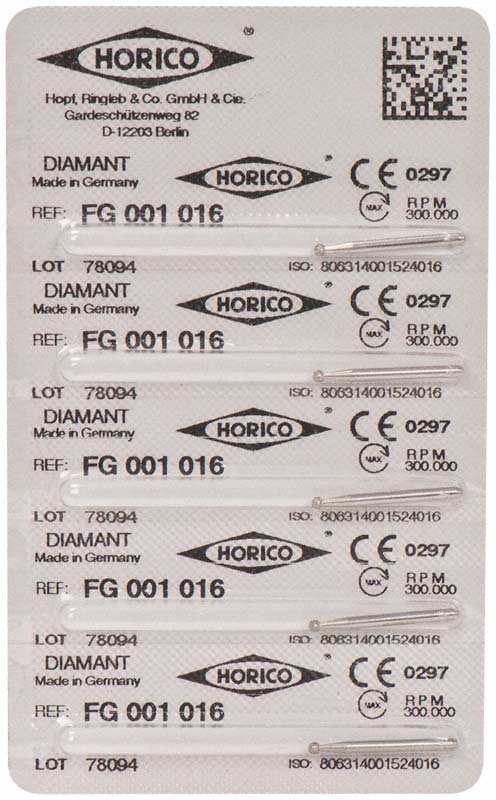 HORICO ®
Hopf, Ringleb & Co. GmbH & Cie.
Gardeschützenweg 82
D-12203 Berlin
DIAMANT HORICO ® CE 0297
Made in Germany
REF: FG 001 016 MAX RPM 300.000
LOT 78094 ISO: 806314001524016
DIAMANT HORICO ® CE 0297
Made in Germany
REF: FG 001 016 MAX RPM 300.000
LOT 78094 ISO: 806314001524016
DIAMANT HORICO ® CE 0297
Made in Germany
REF: FG 001 016 MAX RPM 300.000
LOT 78094 ISO: 806314001524016
DIAMANT HORICO ® CE 0297
Made in Germany
REF: FG 001 016 MAX RPM 300.000
LOT 78094 ISO: 806314001524016
DIAMANT HORICO ® CE 0297
Made in Germany
REF: FG 001 016 MAX RPM 300.000
LOT 78094 ISO: 806314001524016